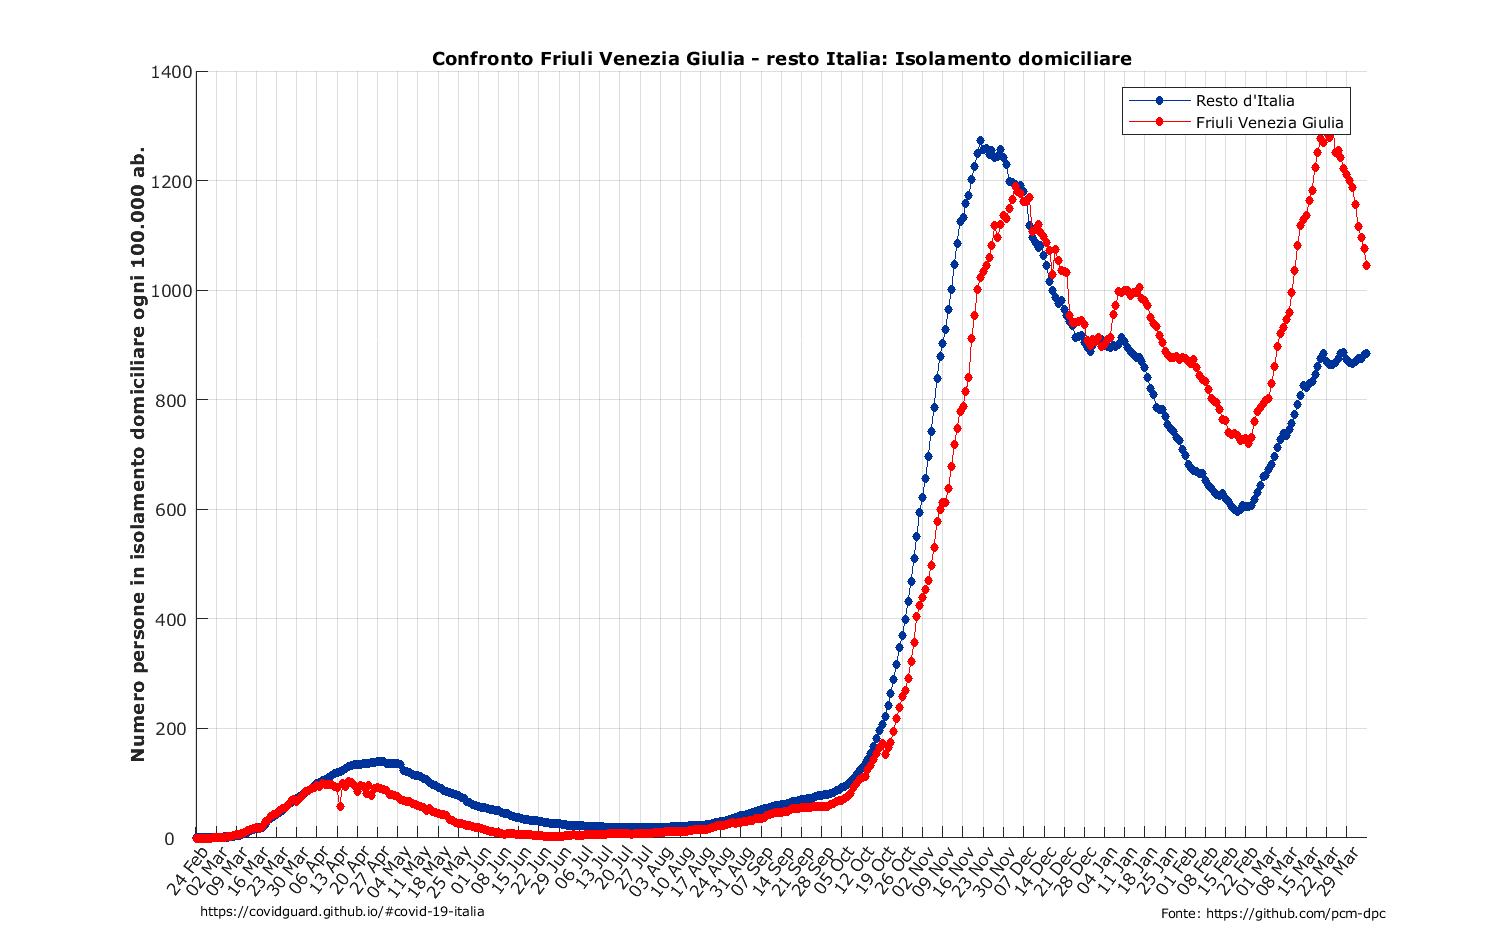 Confronto Friuli Venezia Giulia - resto Italia: Isolamento domiciliare
Numero persone in isolamento domiciliare ogni 100.000 ab.
1400
1200
1000
800
600
400
200
0
Resto d'Italia
Friuli Venezia Giulia
24 Feb
02 Mar
09 Mar
16 Mar
23 Mar
30 Mar
06 Apr
13 Apr
20 Apr
27 Apr
04 May
11 May
18 May
25 May
01 Jun
08 Jun
15 Jun
22 Jun
29 Jun
06 Jul
13 Jul
20 Jul
27 Jul
03 Aug
10 Aug
17 Aug
24 Aug
31 Aug
07 Sep
14 Sep
21 Sep
28 Sep
05 Oct
12 Oct
19 Oct
26 Oct
02 Nov
09 Nov
16 Nov
23 Nov
30 Nov
07 Dec
14 Dec
21 Dec
28 Dec
04 Jan
11 Jan
18 Jan
25 Jan
01 Feb
08 Feb
15 Feb
22 Feb
01 Mar
08 Mar
15 Mar
22 Mar
29 Mar
https://covidguard.github.io/#covid-19-italia
Fonte: https://github.com/pcm-dpc